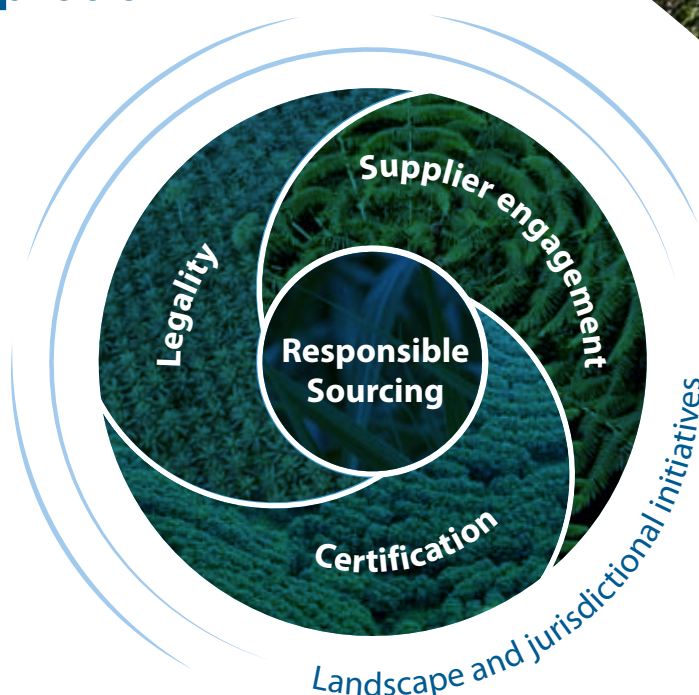 Supplier engagement
Legality
Responsible
Sourcing
Certification
Landscape and jurisdictional initiatives